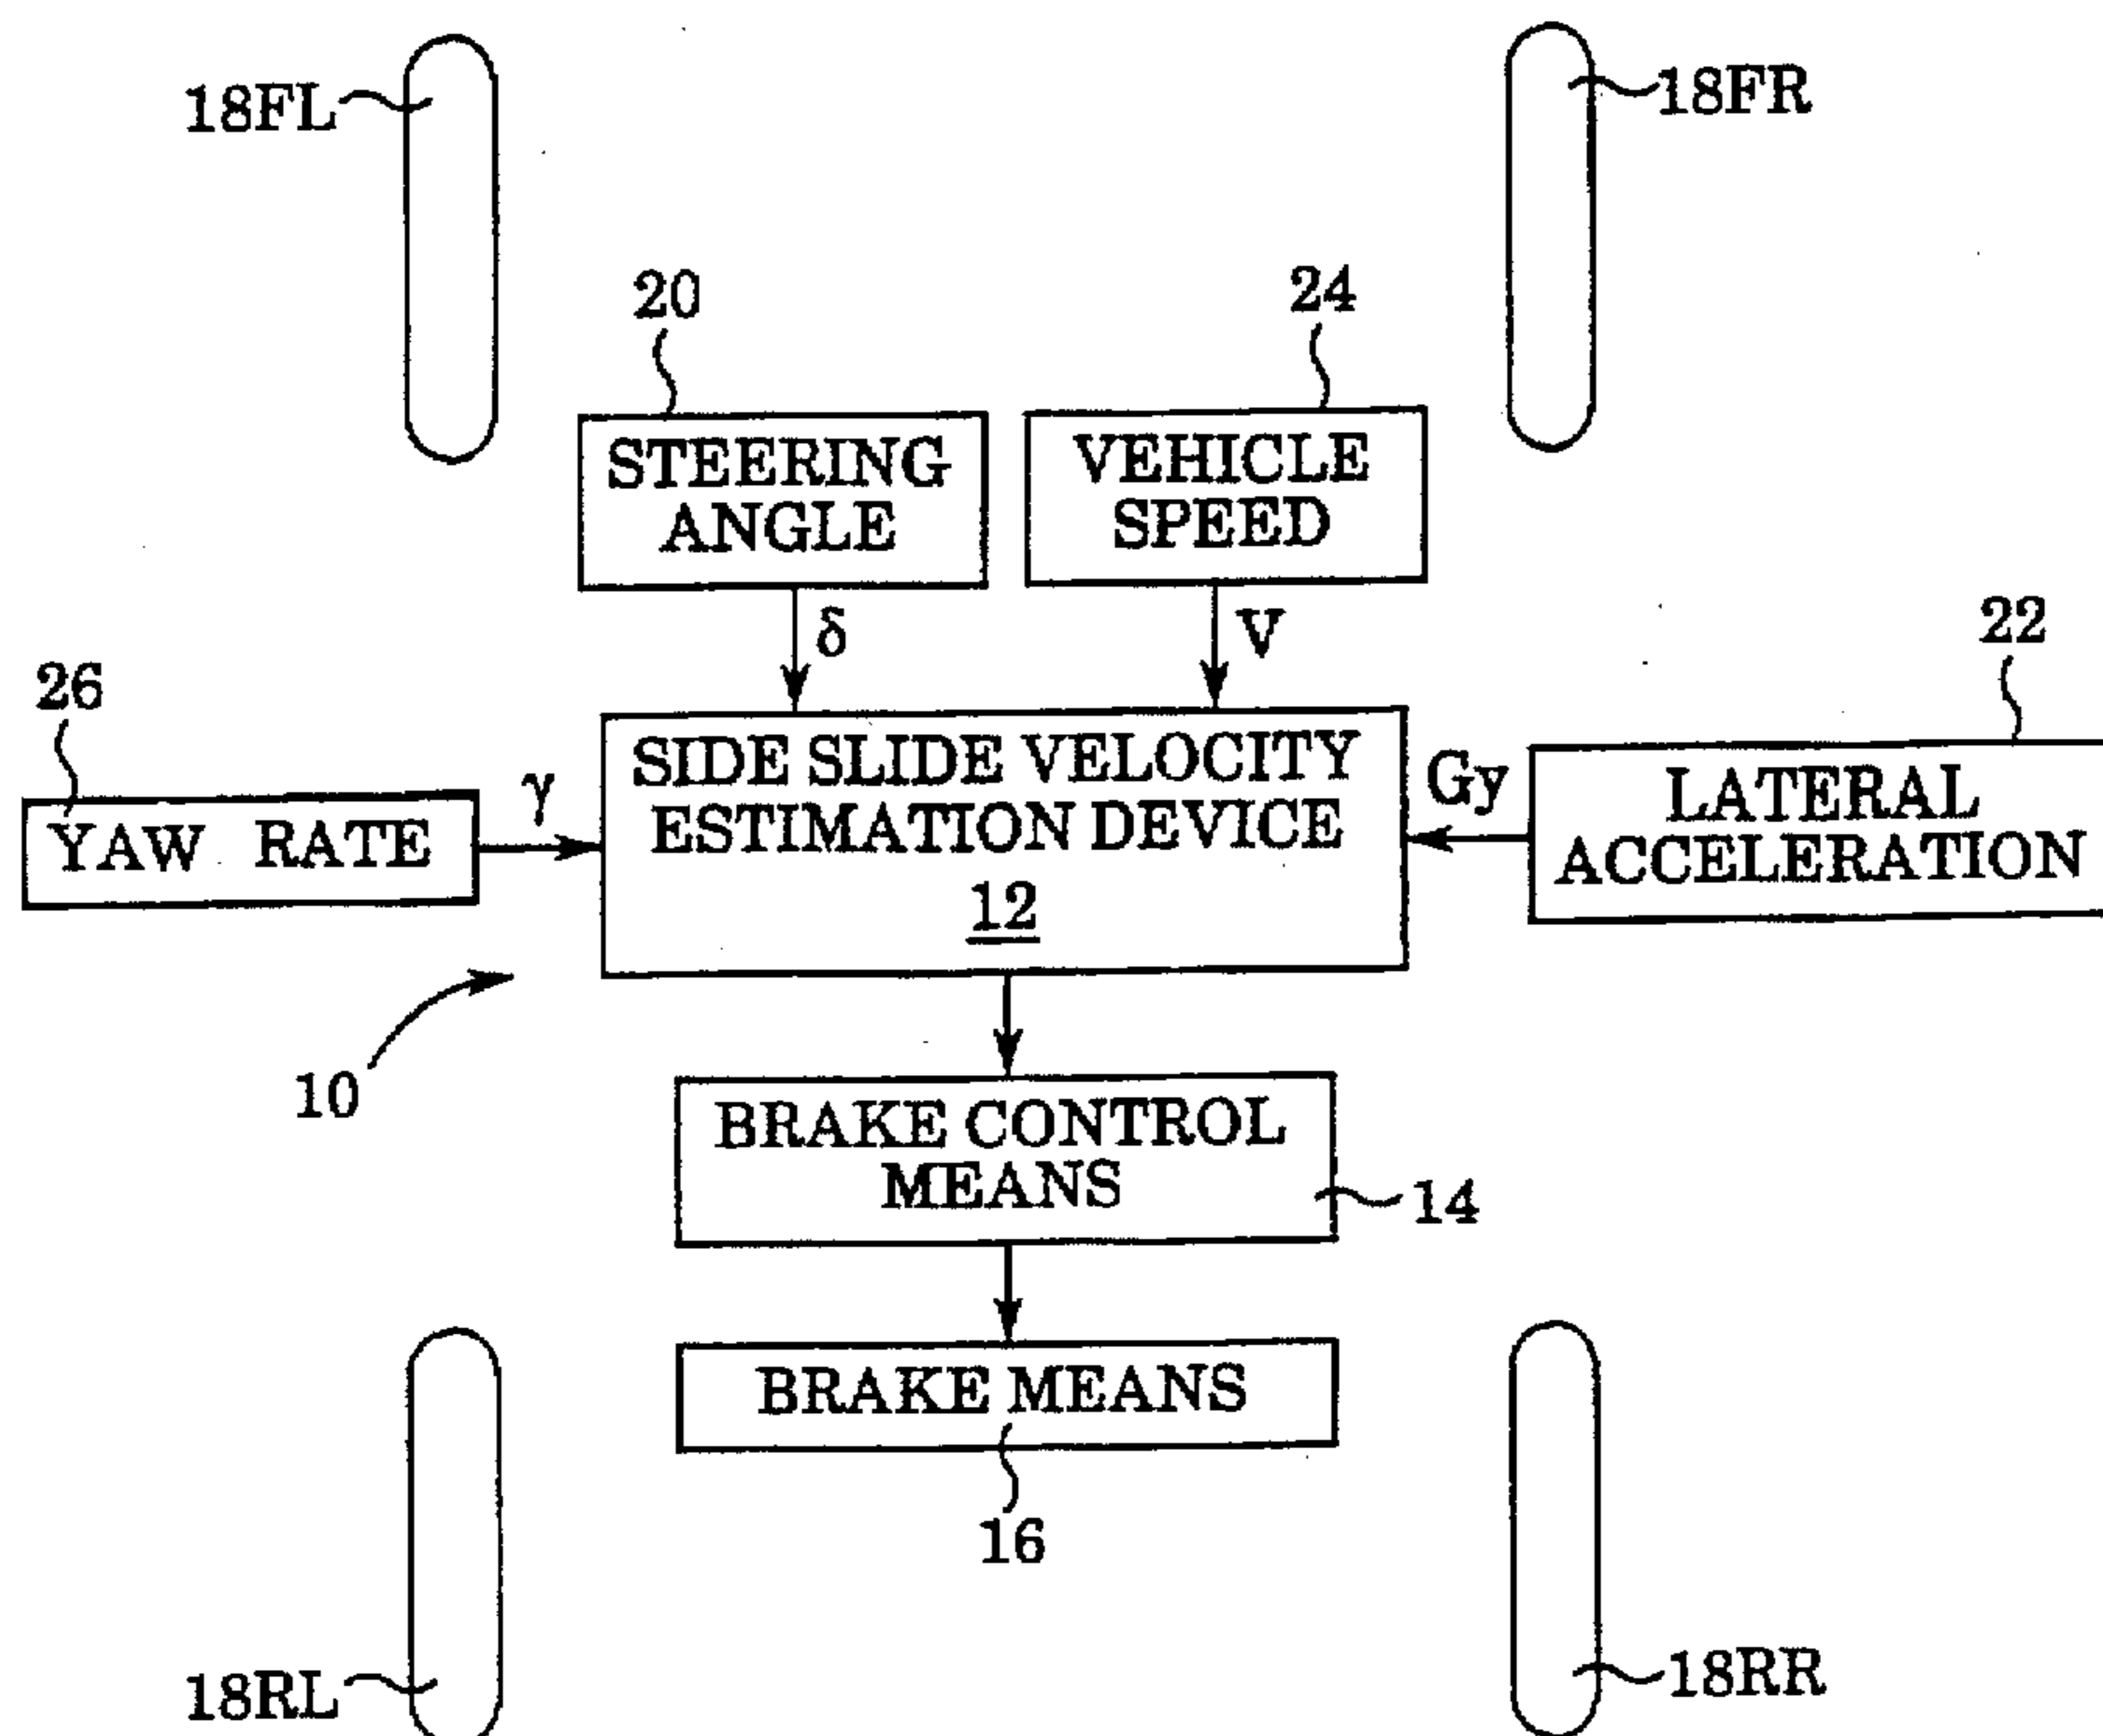 18FL
18FR
20
24
STEERING
ANGLE
VEHICLE
SPEED
δ
V
22
26
γ
YAW RATE
SIDE SLIDE VELOCITY
ESTIMATION DEVICE
12
Gy
LATERAL
ACCELERATION
10
BRAKE CONTROL
MEANS
14
BRAKE MEANS
16
18RL
18RR